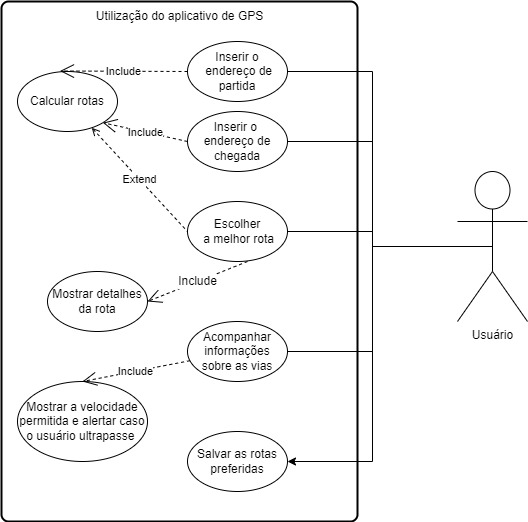 Utilização do aplicativo de GPS
Inserir o
endereço de
partida
Include
Calcular rotas
Inserir o
endereço de
chegada
Include
Extend
Escolher
a melhor rota
Include
Mostrar detalhes
da rota
Acompanhar
informações
sobre as vias
Include
Mostrar a velocidade
permitida e alertar caso
o usuário ultrapasse
Salvar as rotas
preferidas
Usuário